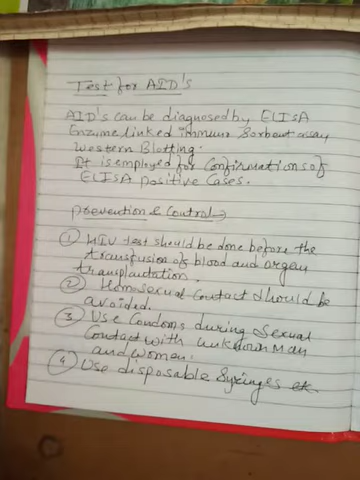 Test for AID's
AID's can be diagnosed by ELISA
Enzyme linked immuno Sorbent assay
Western Blotting.
It is employed for Confirmations of
ELISA positive Cases.
prevention & Control →
① HIV test should be done before the
transfusion of blood and organ
transplantation
② Homosexual Contact should be
avoided.
③ Use Condoms during Sexual
Contact with unknown Man
and women.
④ Use disposable Syringes etc.